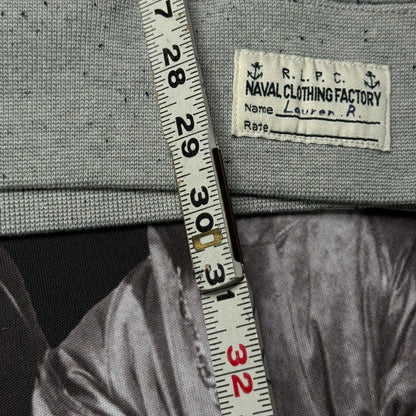 7
28
29
30
31
32
R. L. P. C.
NAVAL CLOTHING FACTORY
Name Lauren R.
Rate